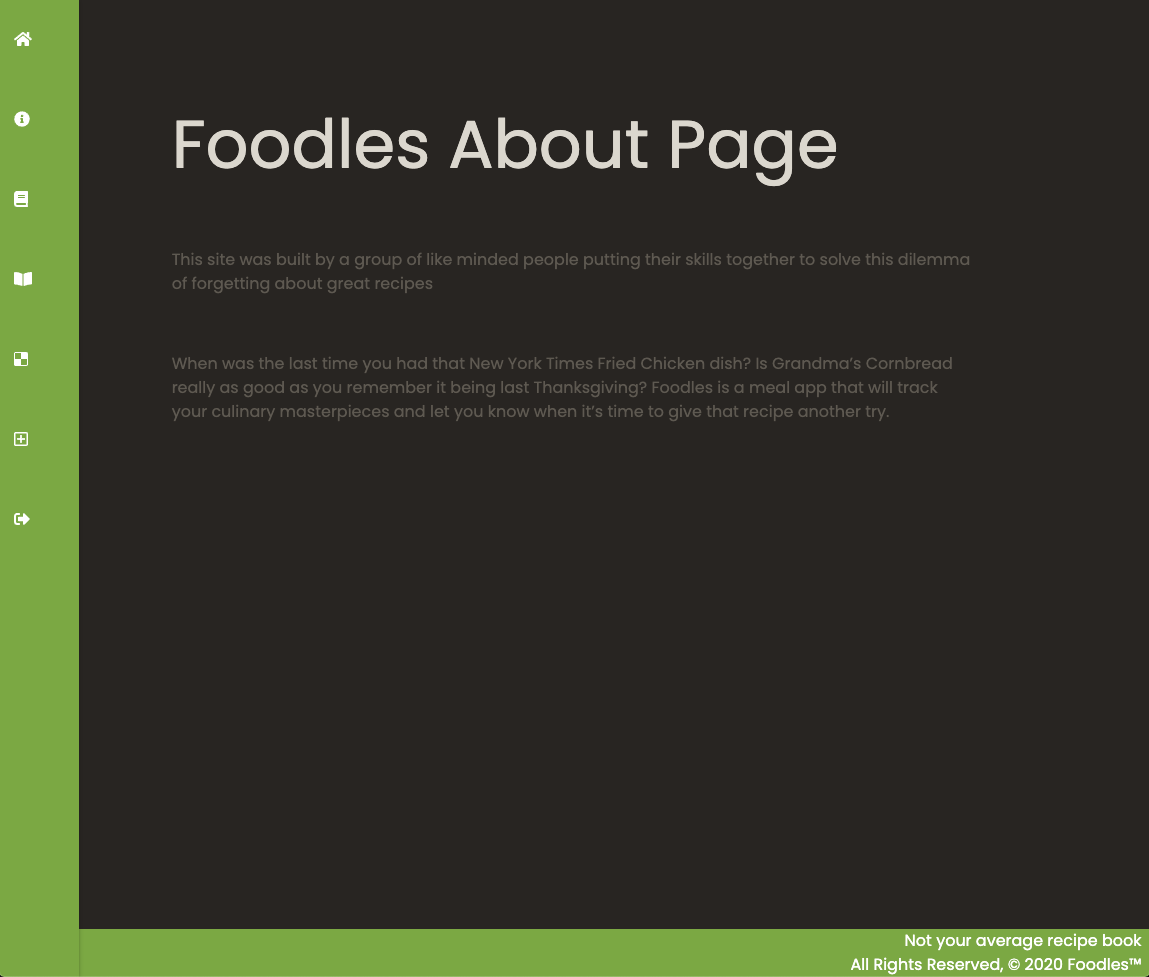 Foodles About Page
This site was built by a group of like minded people putting their skills together to solve this dilemma
of forgetting about great recipes
When was the last time you had that New York Times Fried Chicken dish? Is Grandma’s Cornbread
really as good as you remember it being last Thanksgiving? Foodles is a meal app that will track
your culinary masterpieces and let you know when it’s time to give that recipe another try.
Not your average recipe book
All Rights Reserved, © 2020 Foodles™